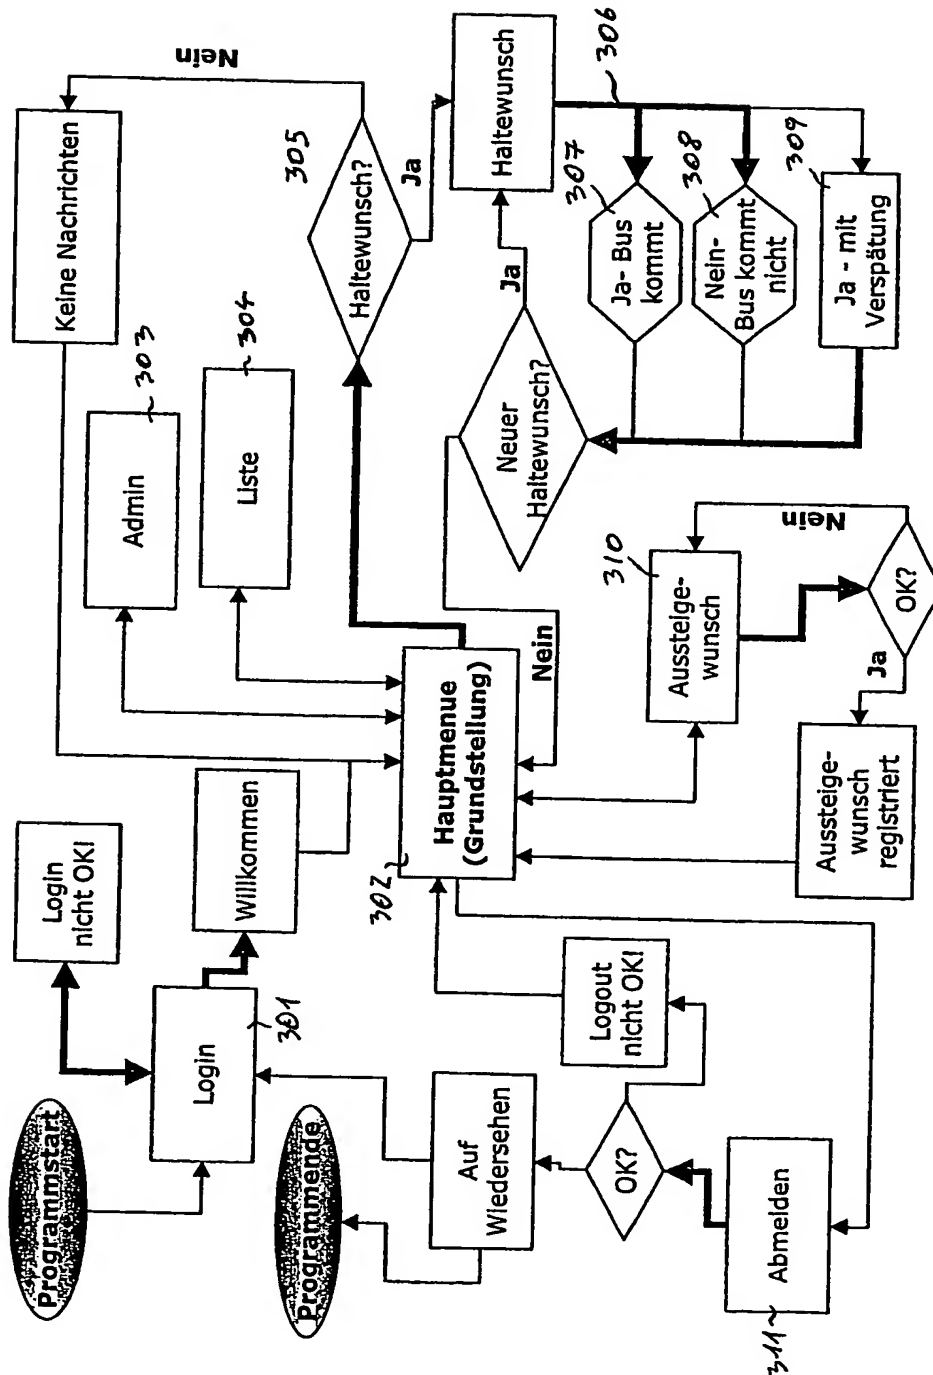 Programmstart
Programmende
Login
nicht OK!
Login
301
Willkommen
Auf
Wiedersehen
OK?
Logout
nicht OK!
Abmelden
311
302
Hauptmenue
(Grundstellung)
Admin
303
Liste
304
Keine Nachrichten
Nein
305
Haltewunsch?
Ja
Haltewunsch
306
Neuer
Haltewunsch?
Ja
Nein
307
Ja- Bus
kommt
308
Nein-
Bus kommt
nicht
309
Ja - mit
Verspätung
310
Aussteige-
wunsch
Nein
OK?
Ja
Aussteige-
wunsch
registriert